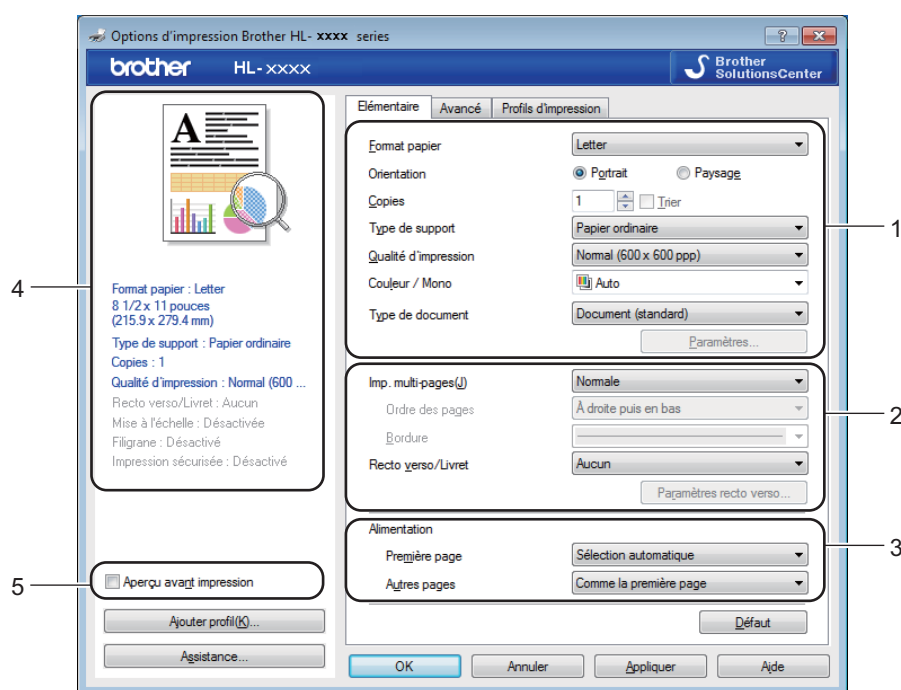 Options d'impression Brother HL- xxxx series
brother HL-xxxx
Brother
SolutionsCenter
A
Format papier : Letter
8 1/2 x 11 pouces
(215.9 x 279.4 mm)
Type de support : Papier ordinaire
Copies : 1
Qualité d'impression : Normal (600 ...
Recto verso/Livret : Aucun
Mise à l'échelle : Désactivée
Filigrane : Désactivé
Impression sécurisée : Désactivé
4
Aperçu avant impression
5
Ajouter profil(K)...
Assistance...
Elémentaire Avancé Profils d'impression
Format papier Letter
Orientation Portrait Paysage
Copies 1 Trier
Type de support Papier ordinaire
Qualité d'impression Normal (600 x 600 ppp)
Couleur / Mono Auto
Type de document Document (standard)
Paramètres...
1
Imp. multi-pages(J) Normale
Ordre des pages À droite puis en bas
Bordure
Recto verso/Livret Aucun
Paramètres recto verso...
2
Alimentation
Première page Sélection automatique
Autres pages Comme la première page
3
Défaut
OK Annuler Appliquer Aide